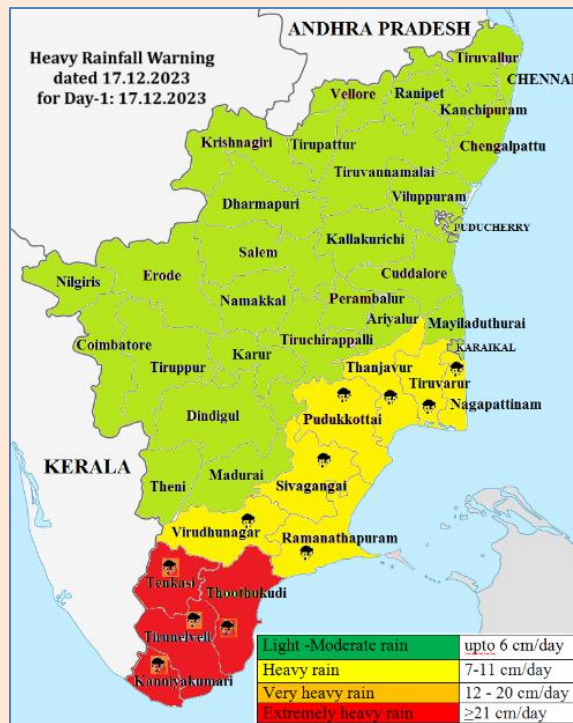 ANDHRA PRADESH
Heavy Rainfall Warning
dated 17.12.2023
for Day-1: 17.12.2023
Tiruvallur
CHENNAI
Vellore
Ranipet
Kanchipuram
Krishnagiri
Tirupattur
Chengalpattu
Tiruvannamalai
Dharmapuri
Viluppuram
PUDUCHERRY
Kallakurichi
Salem
Cuddalore
Nilgiris
Erode
Namakkal
Perambalur
Ariyalur
Mayiladuthurai
Coimbatore
Tiruchirappalli
KARAIKAL
Karur
Thanjavur
Tiruppur
Tiruvarur
Nagapattinam
Dindigul
Pudukkottai
KERALA
Theni
Madurai
Sivagangai
Virudhunagar
Ramanathapuram
Tenkasi
Thoothukudi
Tirunelveli
Kanniyakumari
Light -Moderate rain upto 6 cm/day
Heavy rain 7-11 cm/day
Very heavy rain 12 - 20 cm/day
Extremely heavy rain ≥21 cm/day